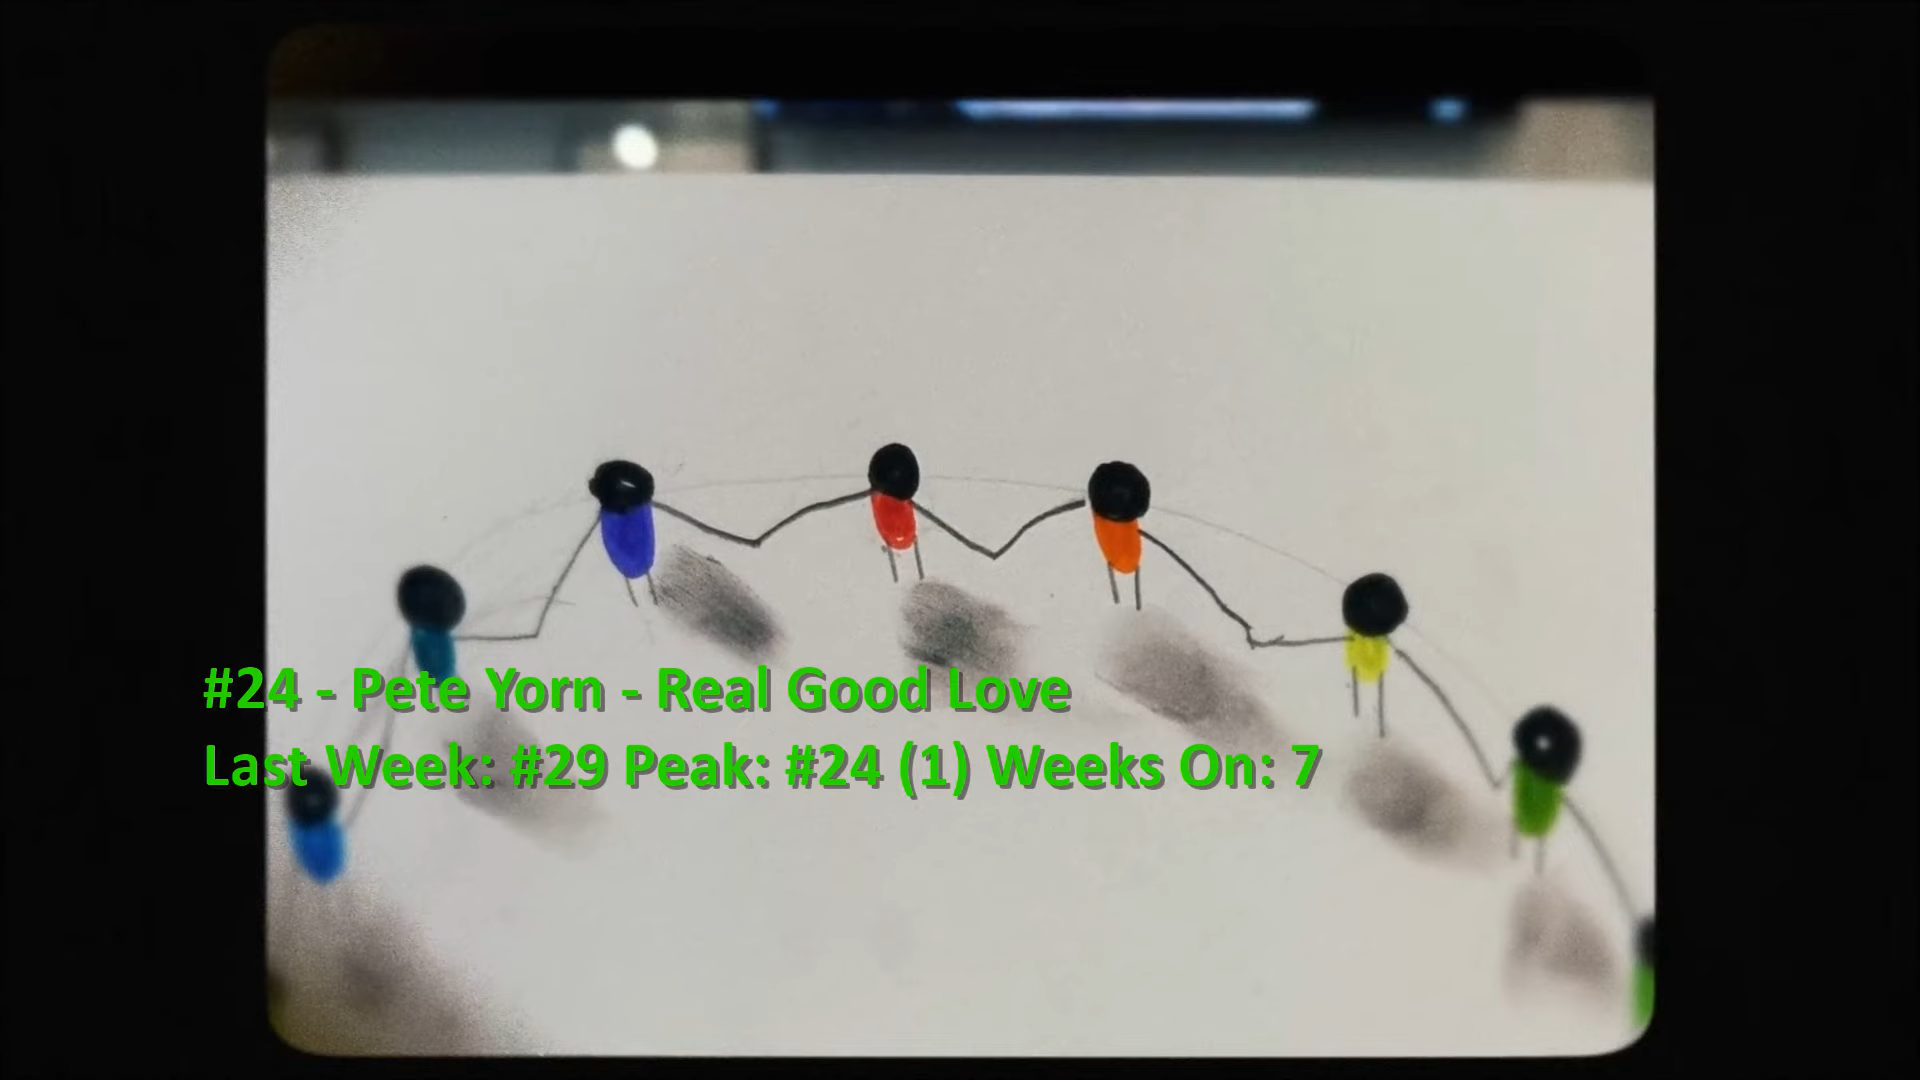 #24 - Pete Yorn - Real Good Love
Last Week: #29 Peak: #24 (1) Weeks On: 7